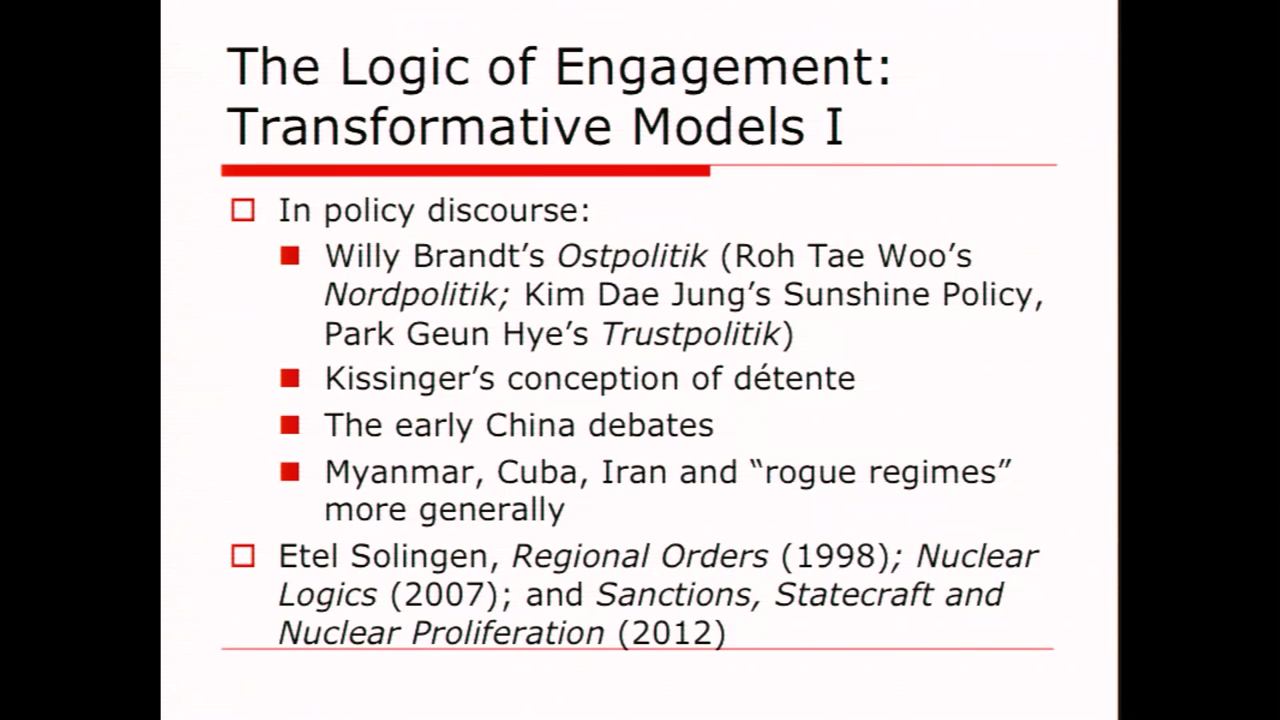 The Logic of Engagement:
Transformative Models I
In policy discourse:
Willy Brandt’s Ostpolitik (Roh Tae Woo’s
Nordpolitik; Kim Dae Jung’s Sunshine Policy,
Park Geun Hye’s Trustpolitik)
Kissinger’s conception of détente
The early China debates
Myanmar, Cuba, Iran and “rogue regimes”
more generally
Etel Solingen, Regional Orders (1998); Nuclear
Logics (2007); and Sanctions, Statecraft and
Nuclear Proliferation (2012)